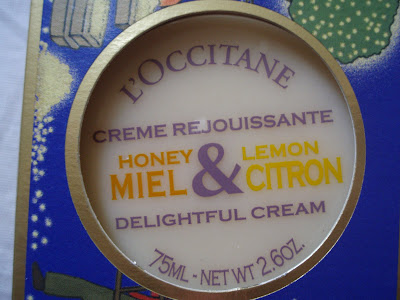 L'OCCITANE
CREME REJOUISSANTE
HONEY & LEMON
MIEL CITRON
DELIGHTFUL CREAM
75ML - NET WT 2.6OZ.